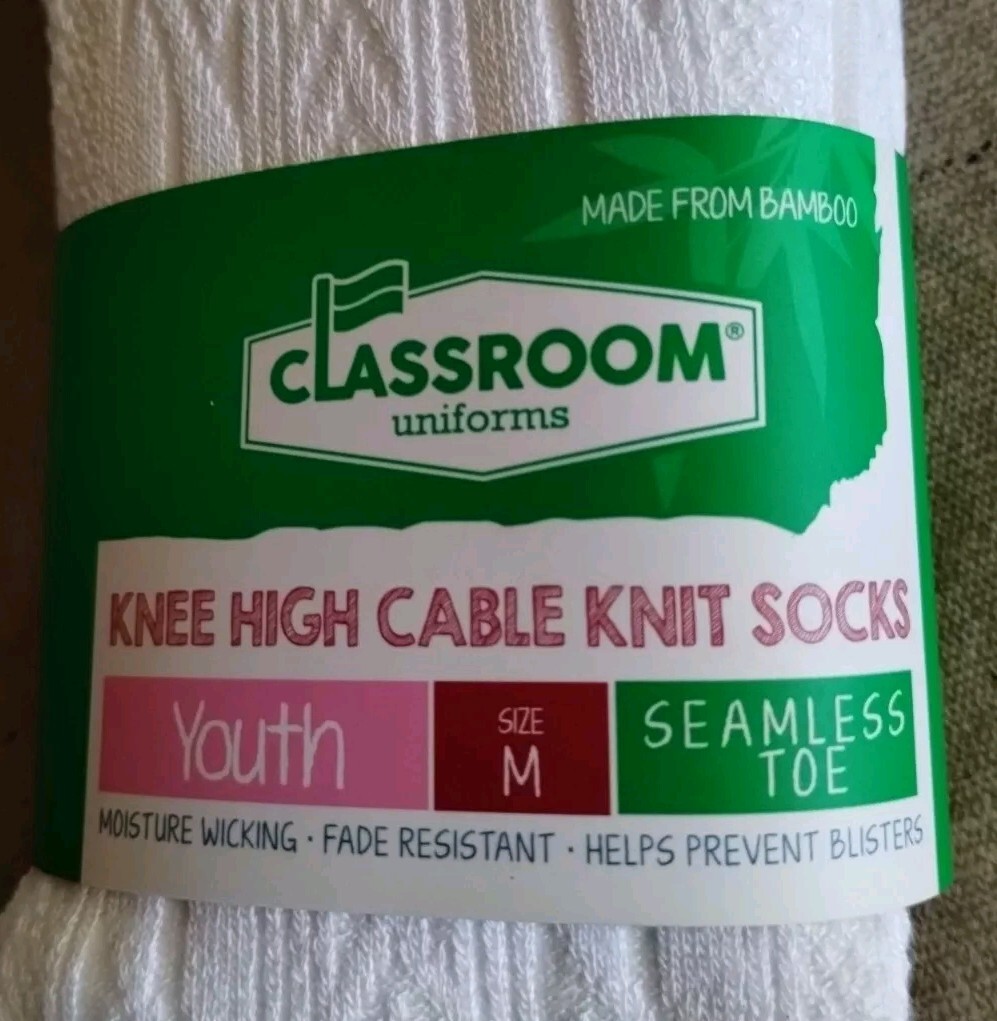 MADE FROM BAMBOO
CLASSROOM®
uniforms
KNEE HIGH CABLE KNIT SOCKS
Youth
SIZE
M
SEAMLESS
TOE
MOISTURE WICKING · FADE RESISTANT · HELPS PREVENT BLISTERS